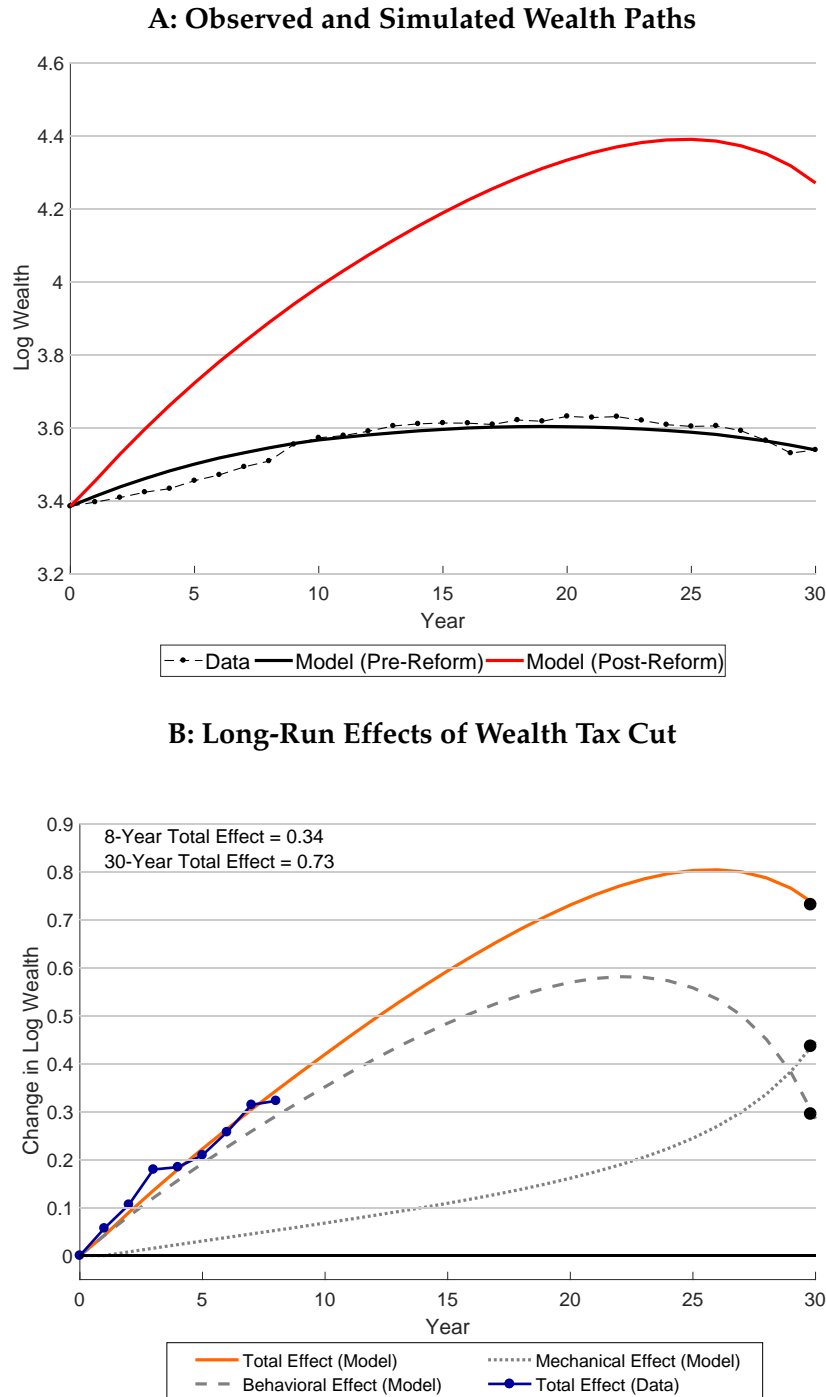 A: Observed and Simulated Wealth Paths
4.6
4.4
4.2
4
3.8
3.6
3.4
3.2
Log Wealth
0 5 10 15 20 25 30
Year
Data Model (Pre-Reform) Model (Post-Reform)
B: Long-Run Effects of Wealth Tax Cut
8-Year Total Effect = 0.34
30-Year Total Effect = 0.73
0.9
0.8
0.7
0.6
0.5
0.4
0.3
0.2
0.1
0
Change in Log Wealth
0 5 10 15 20 25 30
Year
Total Effect (Model) Mechanical Effect (Model)
Behavioral Effect (Model) Total Effect (Data)